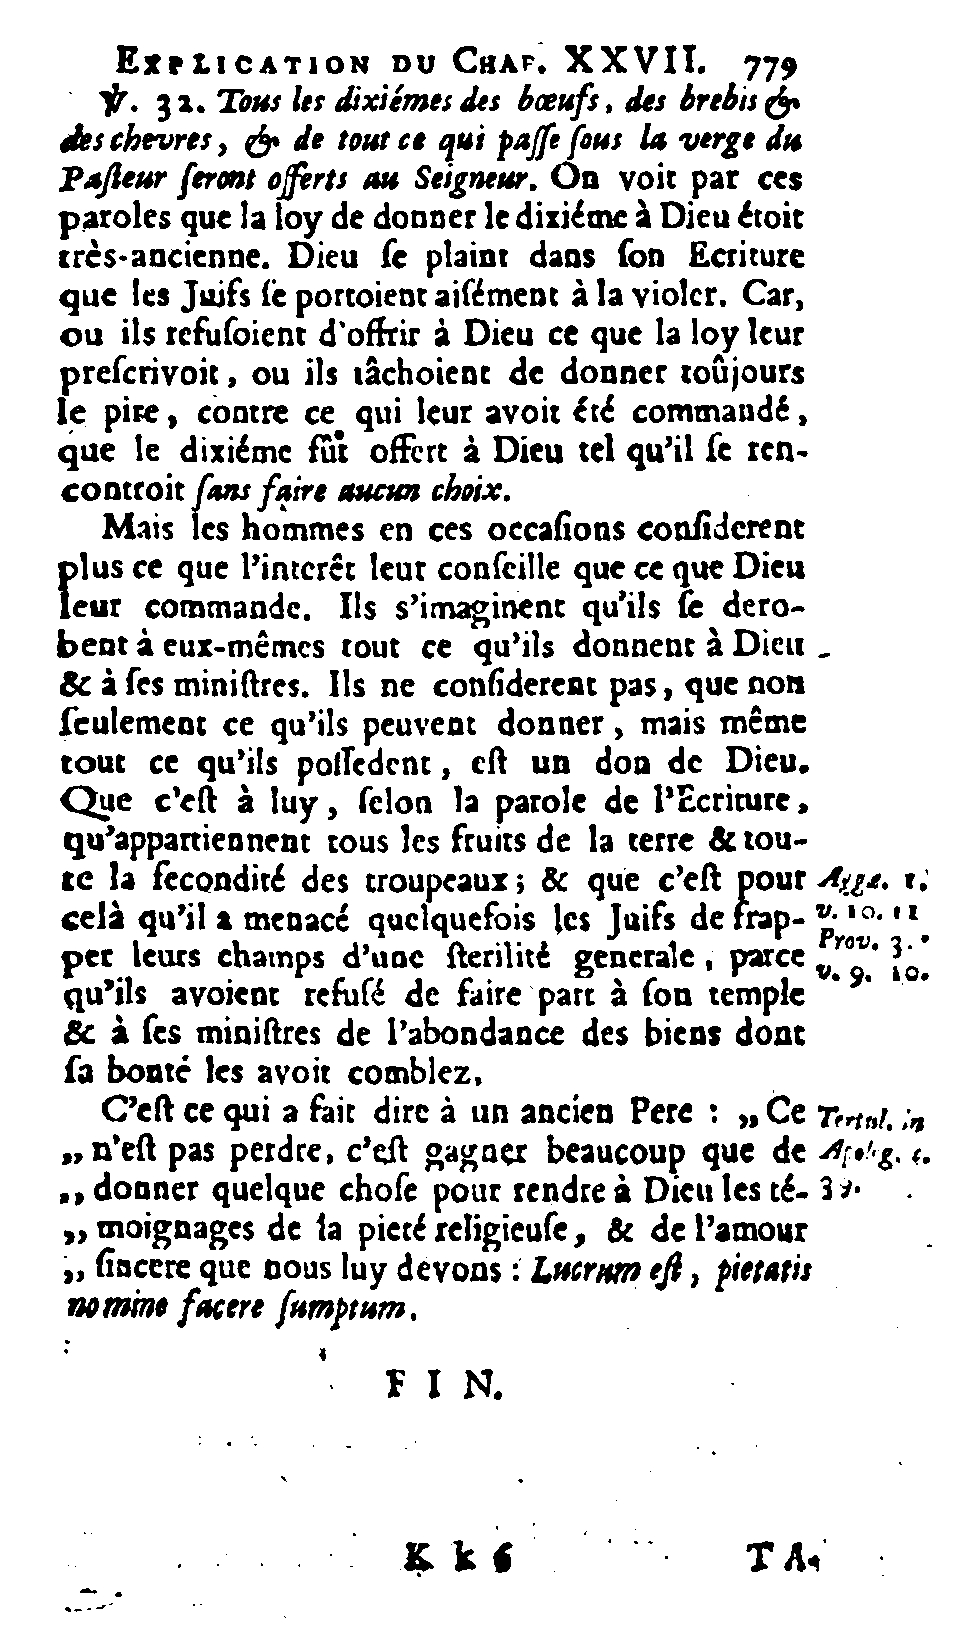 EXPLICATION DU CHAP. XXVII. 779
℣. 32. Tous les dixiémes des bœufs, des brebis &
des chevres, & de tout ce qui paſſe ſous la verge du
Paſteur ſeront offerts au Seigneur. On voit par ces
paroles que la loy de donner le dixiéme à Dieu étoit
très-ancienne. Dieu ſe plaint dans ſon Ecriture
que les Juifs ſe portoient aiſément à la violer. Car,
ou ils refuſoient d'offrir à Dieu ce que la loy leur
preſcrivoit, ou ils tâchoient de donner toûjours
le pire, contre ce qui leur avoit été commandé,
que le dixiéme fût offert à Dieu tel qu'il ſe ren-
controit ſans faire aucun choix.
Mais les hommes en ces occaſions conſiderent
plus ce que l'interêt leur conſeille que ce que Dieu
leur commande. Ils s'imaginent qu'ils ſe dero-
bent à eux-mêmes tout ce qu'ils donnent à Dieu
& à ſes miniſtres. Ils ne conſiderent pas, que non
ſeulement ce qu'ils peuvent donner, mais même
tout ce qu'ils poſſedent, eſt un don de Dieu.
Que c'eſt à luy, ſelon la parole de l'Ecriture,
qu'appartiennent tous les fruits de la terre & tou-
te la fecondité des troupeaux; & que c'eſt pour
celà qu'il a menacé quelquefois les Juifs de frap-
per leurs champs d'une ſterilité generale, parce
qu'ils avoient refuſé de faire part à ſon temple
& à ſes miniſtres de l'abondance des biens dont
ſa bonté les avoit comblez.
Agga. 1.
v. 10. 11
Prov. 3.
v. 9. 10.
C'eſt ce qui a fait dire à un ancien Pere : „ Ce
„ n'eſt pas perdre, c'eſt gagner beaucoup que de
„ donner quelque choſe pour rendre à Dieu les té-
„ moignages de la pieté religieuſe, & de l'amour
„ ſincere que nous luy devons : Lucrum eſt, pietatis
nomine facere ſumptum.
Tertul. in
Apolog. c.
39.
FIN.
Kk 6 TA-